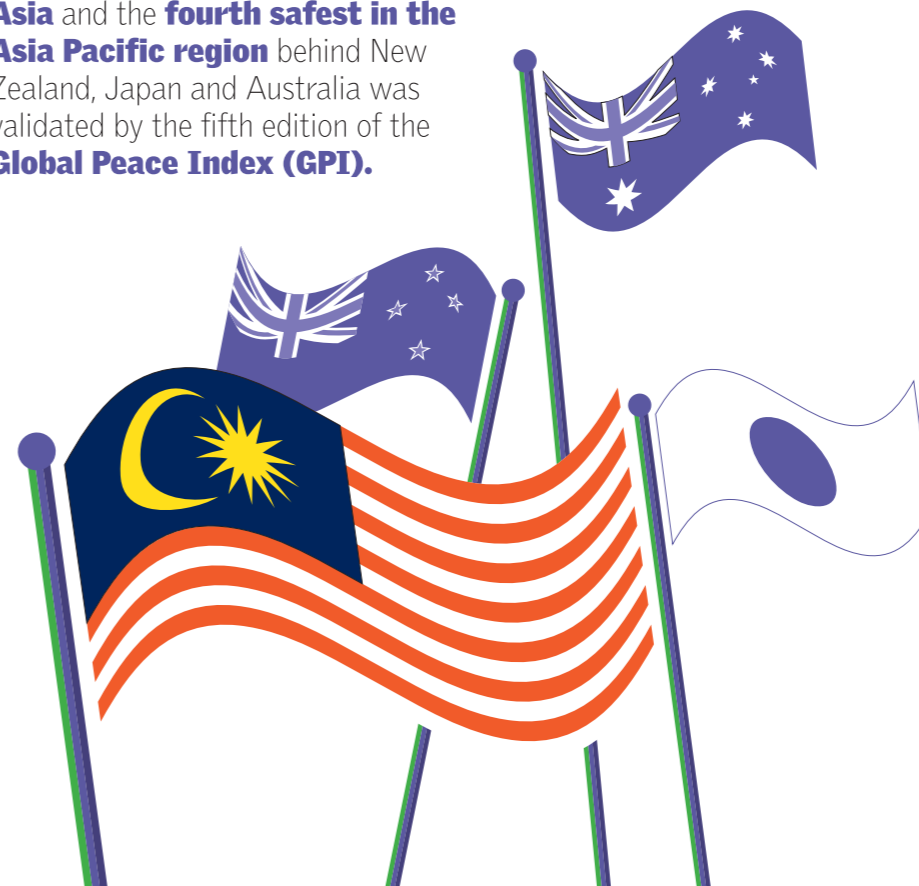 Asia and the fourth safest in the
Asia Pacific region behind New
Zealand, Japan and Australia was
validated by the fifth edition of the
Global Peace Index (GPI).